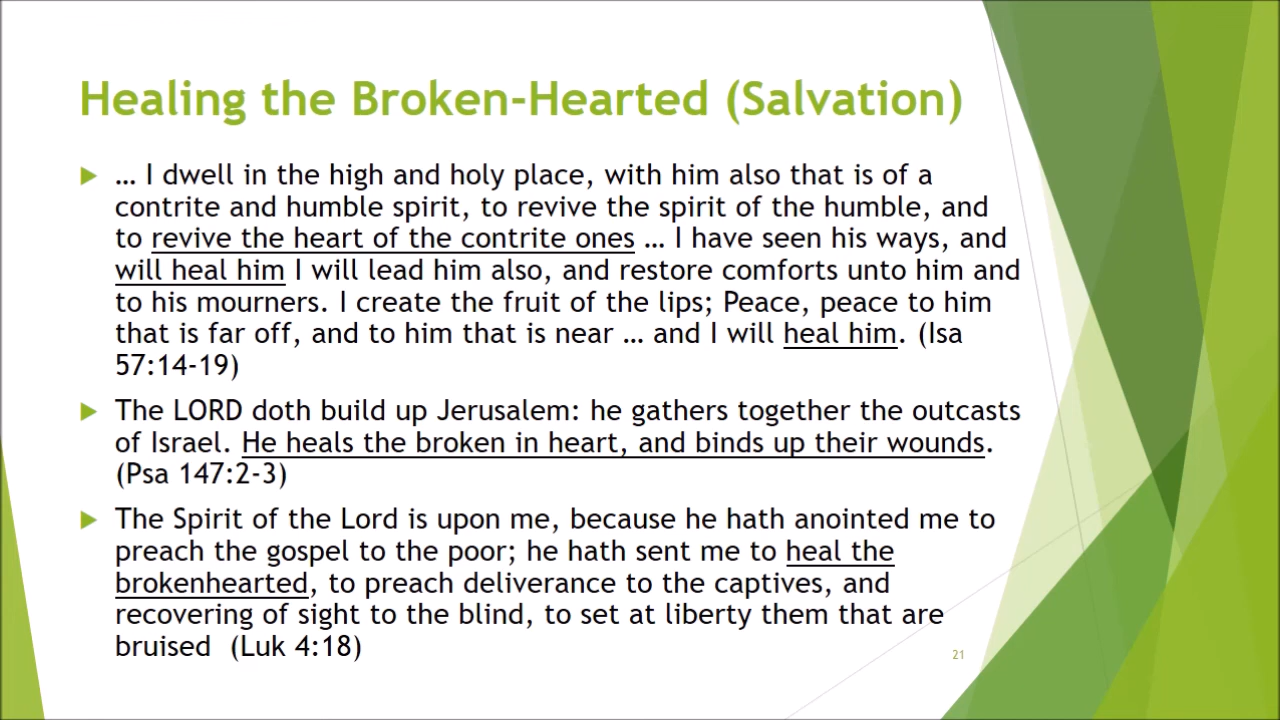 Healing the Broken-Hearted (Salvation)
… I dwell in the high and holy place, with him also that is of a
contrite and humble spirit, to revive the spirit of the humble, and
to revive the heart of the contrite ones … I have seen his ways, and
will heal him I will lead him also, and restore comforts unto him and
to his mourners. I create the fruit of the lips; Peace, peace to him
that is far off, and to him that is near … and I will heal him. (Isa
57:14-19)
The LORD doth build up Jerusalem: he gathers together the outcasts
of Israel. He heals the broken in heart, and binds up their wounds.
(Psa 147:2-3)
The Spirit of the Lord is upon me, because he hath anointed me to
preach the gospel to the poor; he hath sent me to heal the
brokenhearted, to preach deliverance to the captives, and
recovering of sight to the blind, to set at liberty them that are
bruised (Luk 4:18)
21